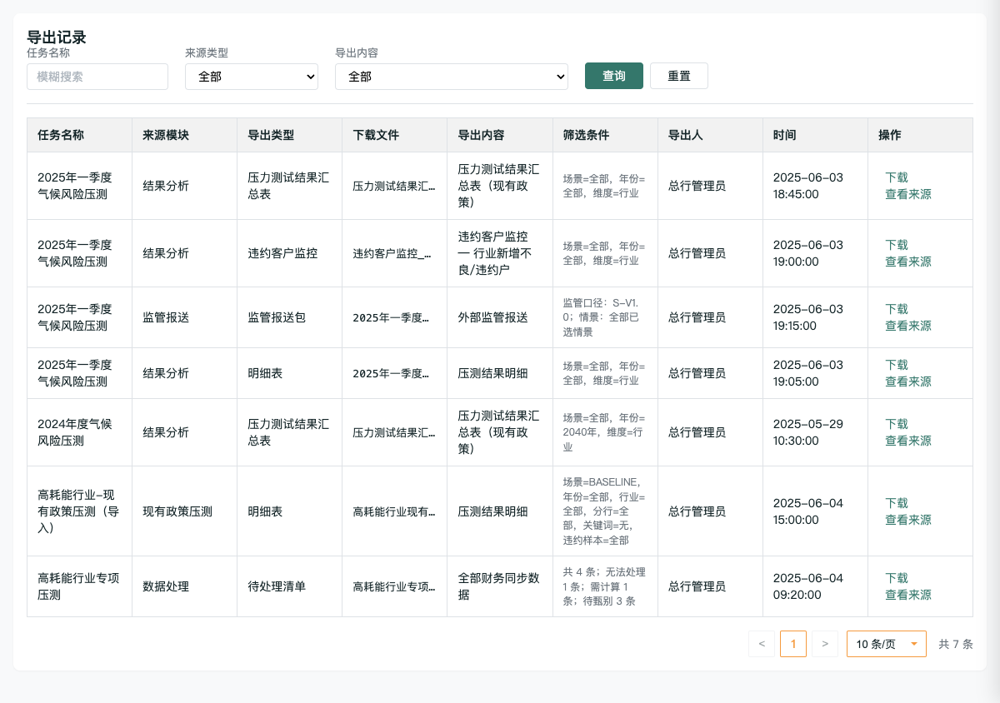 导出记录
任务名称 来源类型 导出内容
模糊搜索 全部 全部 查询 重置
任务名称 来源模块 导出类型 下载文件 导出内容 筛选条件 导出人 时间 操作
2025年一季度
气候风险压测
结果分析
压力测试结果汇
总表
压力测试结果汇…
压力测试结果汇
总表（现有政
策）
场景=全部，年份=
全部，维度=行业
总行管理员
2025-06-03
18:45:00
下载
查看来源
2025年一季度
气候风险压测
结果分析
违约客户监控
违约客户监控_…
违约客户监控
— 行业新增不
良/违约户
场景=全部，年份=
全部，维度=行业
总行管理员
2025-06-03
19:00:00
下载
查看来源
2025年一季度
气候风险压测
监管报送
监管报送包
2025年一季度…
外部监管报送
监管口径：S-V1.
0；情景：全部已
选情景
总行管理员
2025-06-03
19:15:00
下载
查看来源
2025年一季度
气候风险压测
结果分析
明细表
2025年一季度…
压测结果明细
场景=全部，年份=
全部，维度=行业
总行管理员
2025-06-03
19:05:00
下载
查看来源
2024年度气候
风险压测
结果分析
压力测试结果汇
总表
压力测试结果汇…
压力测试结果汇
总表（现有政
策）
场景=全部，年份=
2040年，维度=行
业
总行管理员
2025-05-29
10:30:00
下载
查看来源
高耗能行业-现
有政策压测（导
入）
现有政策压测
明细表
高耗能行业现有…
压测结果明细
场景=BASELINE，
年份=全部，行业=
全部，分行=全
部，关键词=无，
违约样本=全部
总行管理员
2025-06-04
15:00:00
下载
查看来源
高耗能行业专项
压测
数据处理
待处理清单
高耗能行业专项…
全部财务同步数
据
共 4 条；无法处理
1 条；需计算 1
条；待甄别 3 条
总行管理员
2025-06-04
09:20:00
下载
查看来源
< 1 > 10 条/页 共 7 条